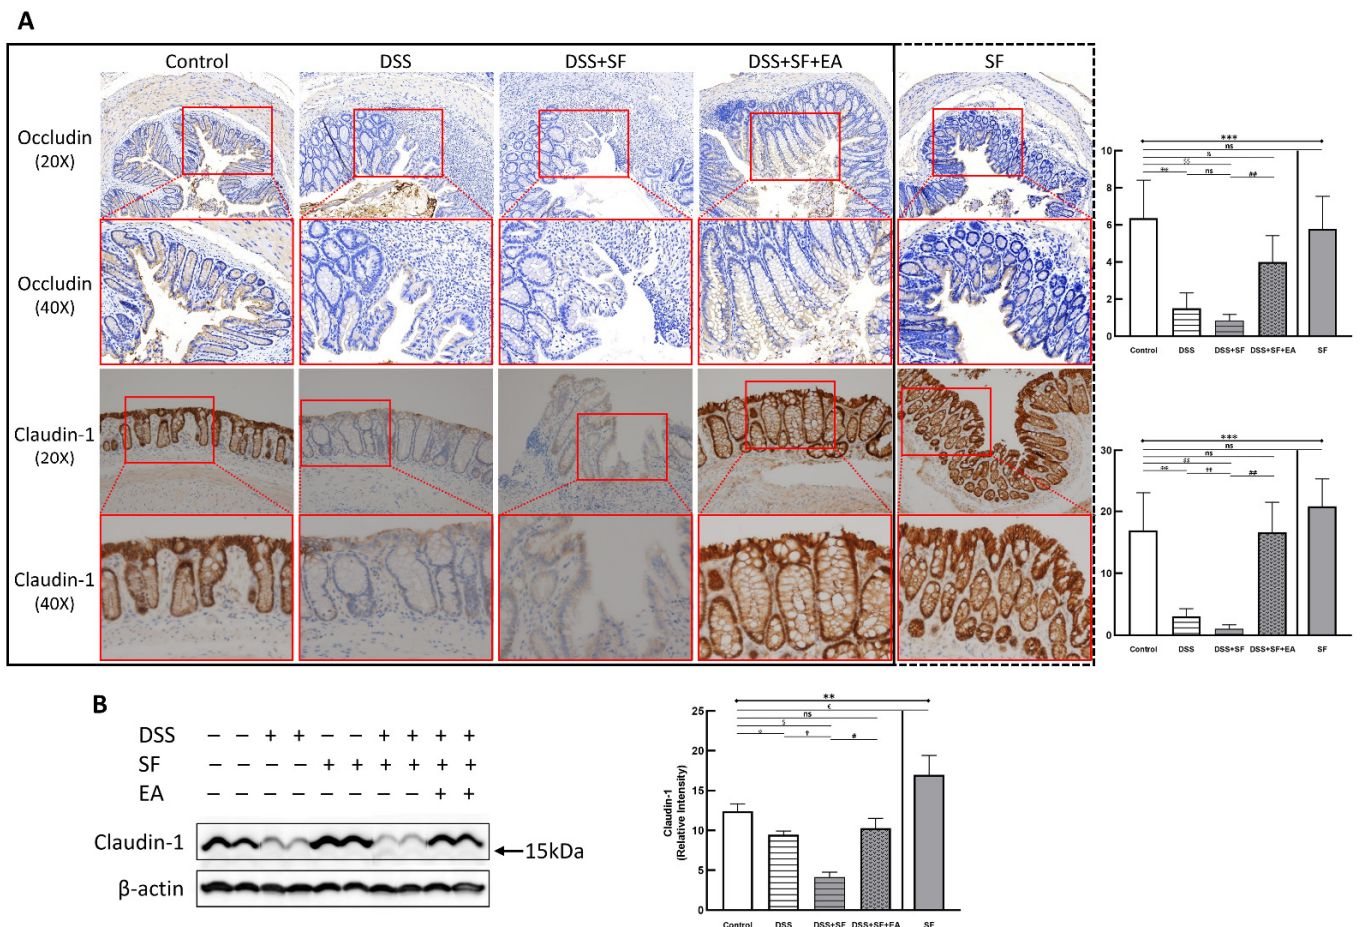 A
Control DSS DSS+SF DSS+SF+EA SF
Occludin
(20X)
Occludin
(40X)
Claudin-1
(20X)
Claudin-1
(40X)
***
ns
&
$$
** ns ##
10
8
6
4
2
0
Control DSS DSS+SF DSS+SF+EA SF
***
ns
ns
$$
** ++ ##
30
20
10
0
Control DSS DSS+SF DSS+SF+EA SF
B
DSS − − + + − − + + + +
SF − − − − + + + + + +
EA − − − − − − − − + +
Claudin-1
15kDa
β-actin
**
€
ns
$
#
25
20
15
10
5
0
Claudin-1
(Relative Intensity)
Control DSS DSS+SF DSS+SF+EA SF